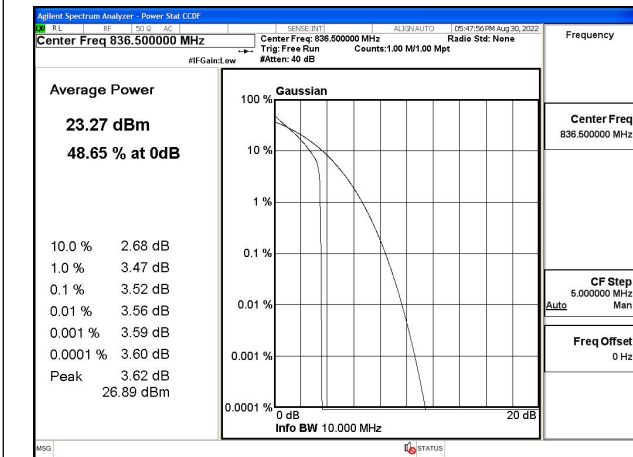 Agilent Spectrum Analyzer - Power Stat CCDF
RL RF 50 Ω AC SENSE:INT ALIGN AUTO 05:47:56 PM Aug 30, 2022
Center Freq 836.500000 MHz
Center Freq: 836.500000 MHz Radio Std: None
Trig: Free Run Counts:1.00 M/1.00 Mpt
#IFGain:Low #Atten: 40 dB
Frequency
Average Power
23.27 dBm
48.65 % at 0dB
10.0 % 2.68 dB
1.0 % 3.47 dB
0.1 % 3.52 dB
0.01 % 3.56 dB
0.001 % 3.59 dB
0.0001 % 3.60 dB
Peak 3.62 dB
26.89 dBm
Gaussian
100 %
10 %
1 %
0.1 %
0.01 %
0.001 %
0.0001 %
0 dB 20 dB
Info BW 10.000 MHz
Center Freq
836.500000 MHz
CF Step
5.000000 MHz
Auto Man
Freq Offset
0 Hz
MSG STATUS